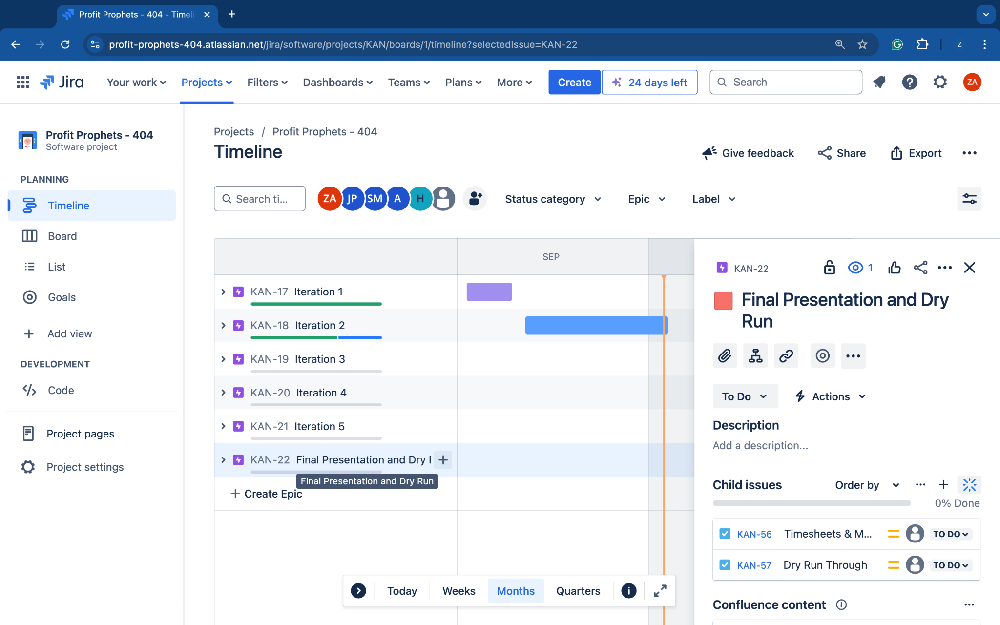 Profit Prophets - 404 - Timeli
profit-prophets-404.atlassian.net/jira/software/projects/KAN/boards/1/timeline?selectedIssue=KAN-22
Z
Jira
Your work
Projects
Filters
Dashboards
Teams
Plans
More
Create
24 days left
Search
ZA
Profit Prophets - 404
Software project
PLANNING
Timeline
Board
List
Goals
Add view
DEVELOPMENT
Code
Project pages
Project settings
Projects / Profit Prophets - 404
Timeline
Give feedback
Share
Export
Search ti...
ZA
JP
SM
A
H
Status category
Epic
Label
SEP
KAN-17 Iteration 1
KAN-18 Iteration 2
KAN-19 Iteration 3
KAN-20 Iteration 4
KAN-21 Iteration 5
KAN-22 Final Presentation and Dry
Final Presentation and Dry Run
+ Create Epic
Today
Weeks
Months
Quarters
KAN-22
1
Final Presentation and Dry
Run
To Do
Actions
Description
Add a description...
Child issues
Order by
0% Done
KAN-56 Timesheets & M... TO DO
KAN-57 Dry Run Through TO DO
Confluence content